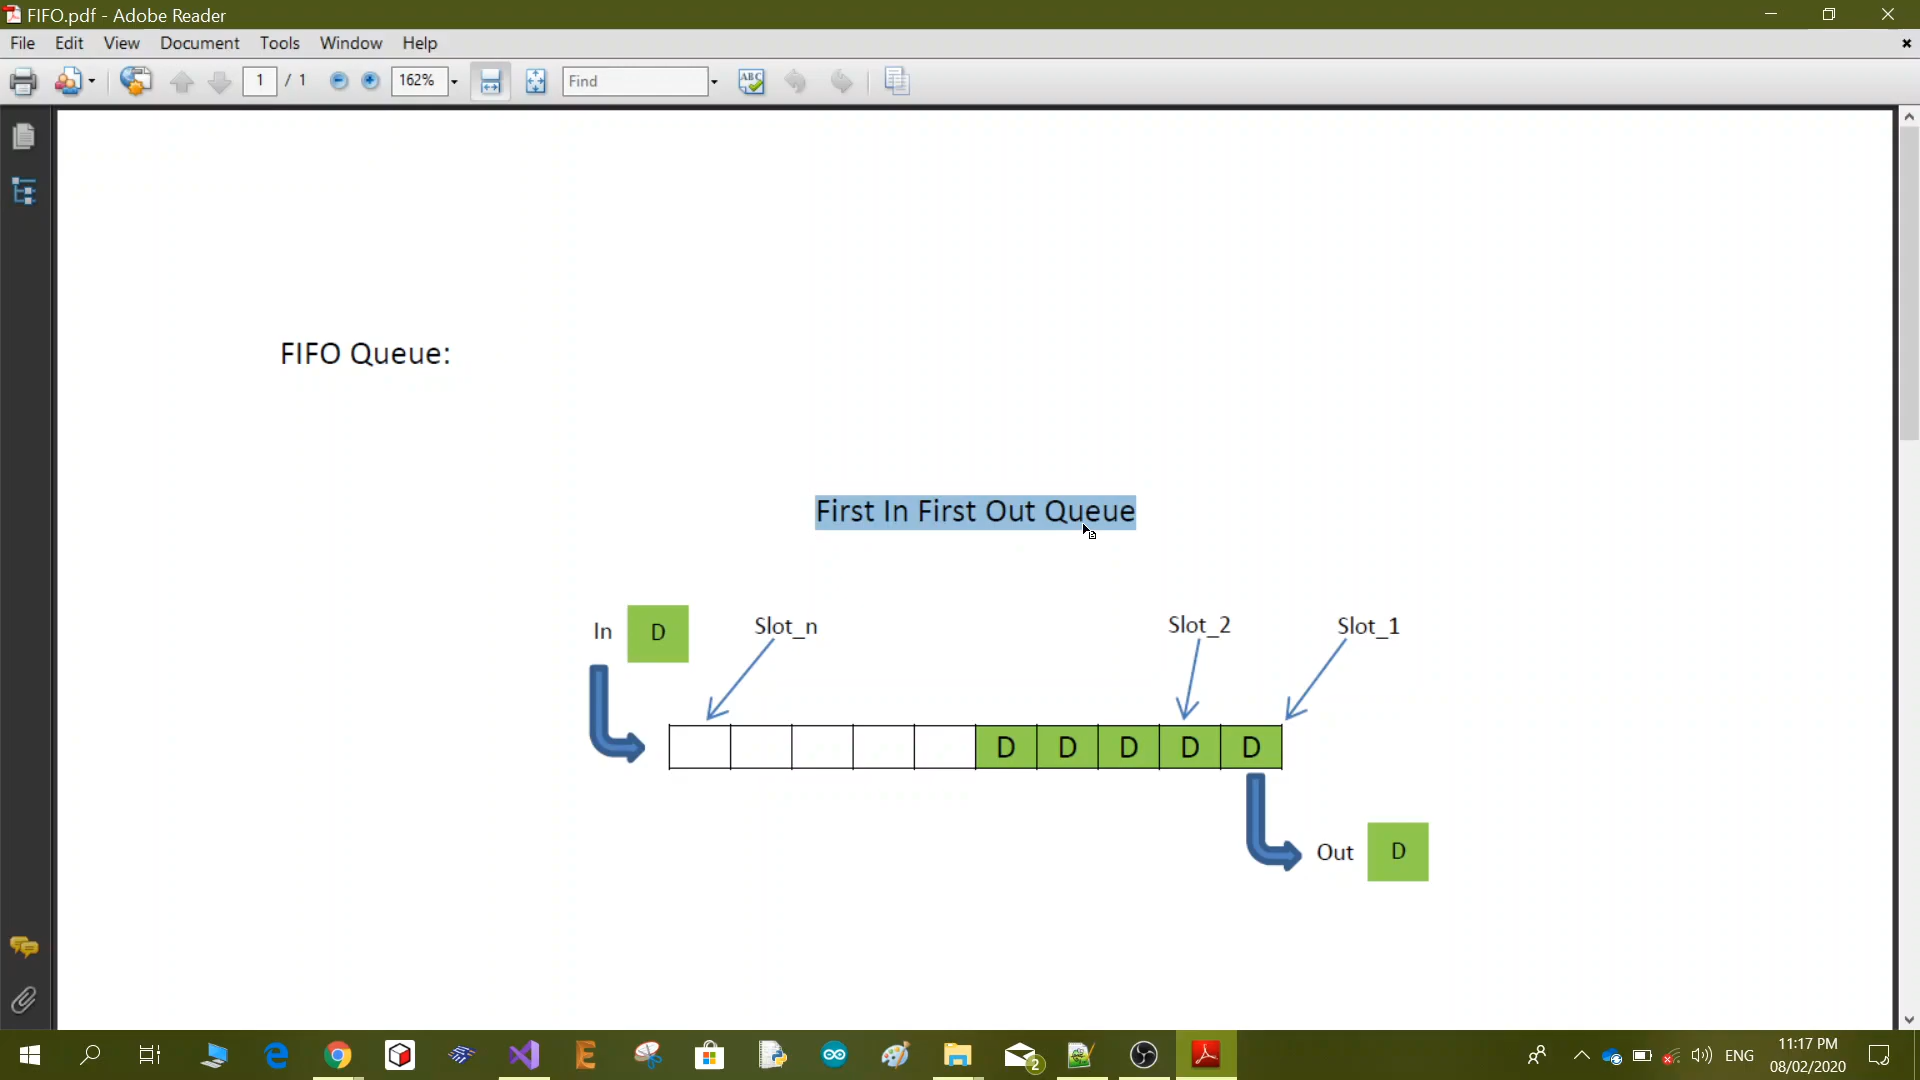 FIFO.pdf - Adobe Reader
File Edit View Document Tools Window Help
1 / 1 162% Find
FIFO Queue:
First In First Out Queue
In D Slot_n Slot_2 Slot_1
D D D D D
Out D
2 ENG 11:17 PM
08/02/2020